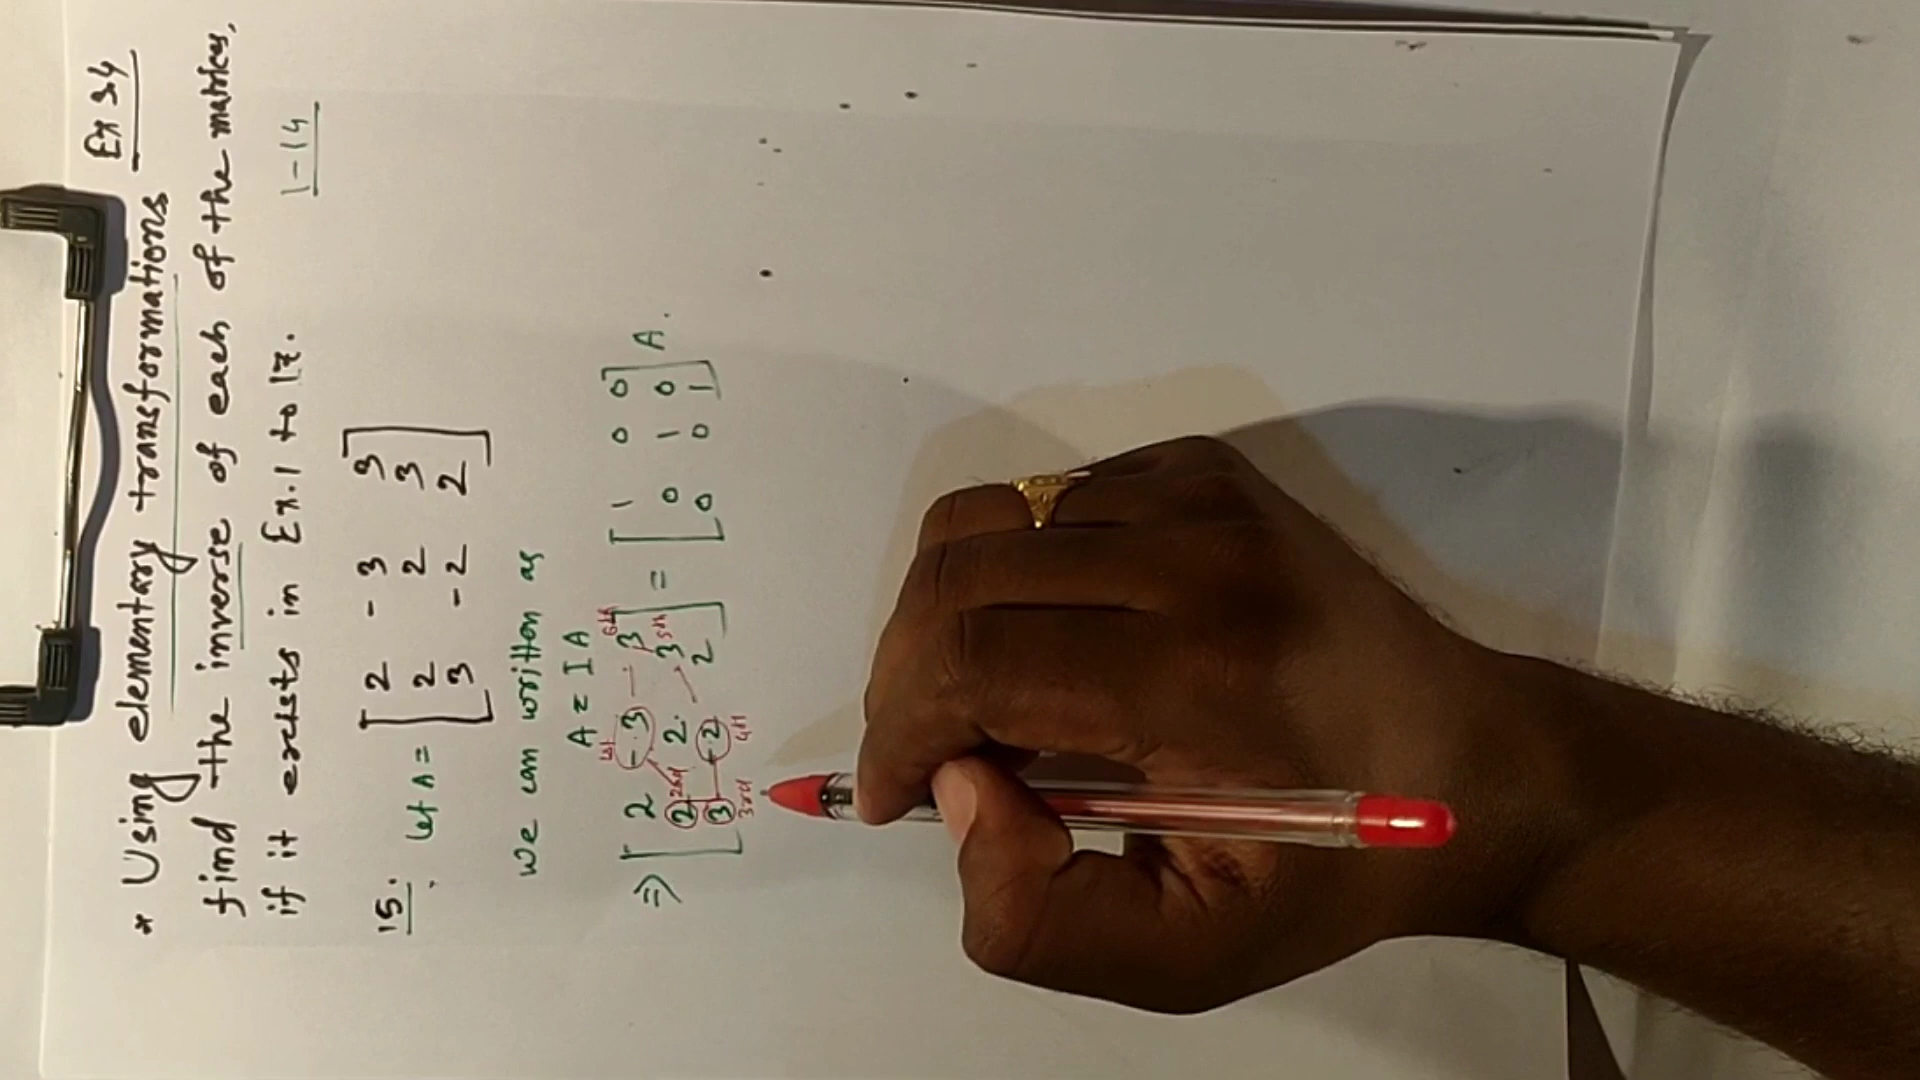 Ex 3.4
* Using elementary transformations
find the inverse of each of the matrices,
if it exists in Ex.1 to 17.
1-14
15. Let A = [ 2 -3 3
2 2 3
3 -2 2 ]
we can written as
A = IA
⇒ [ 2 -3 3 ] = [ 1 0 0 ] A.
2 2 3 0 1 0
3 -2 2 0 0 1
1st 6th
2nd 5th
3rd 4th